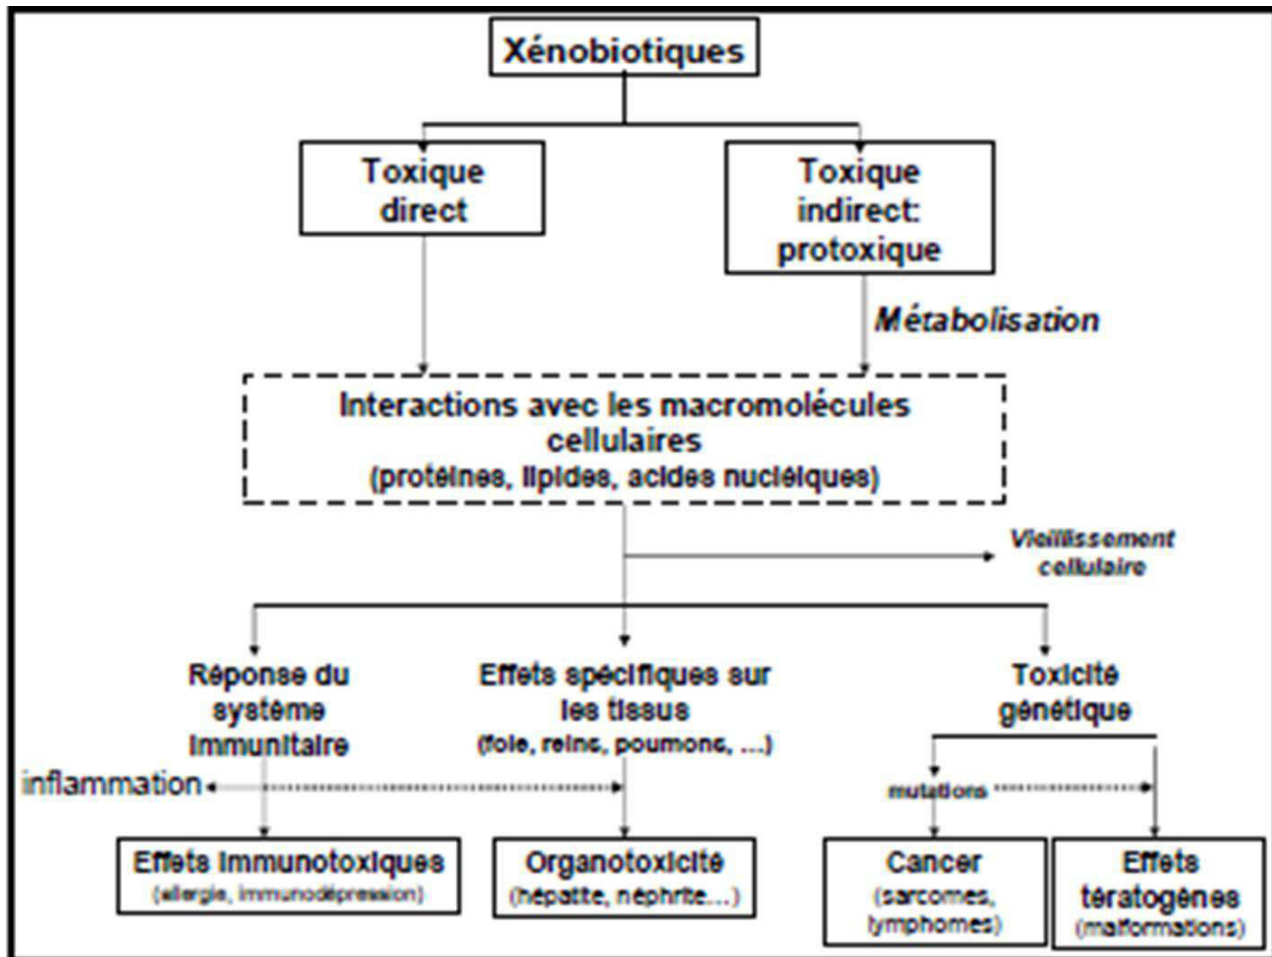 Xénobiotiques
Toxique
direct
Toxique
indirect:
protoxique
Métabolisation
Interactions avec les macromolécules
cellulaires
(protéines, lipides, acides nucléiques)
Vieillissement
cellulaire
Réponse du
système
immunitaire
Effets spécifiques sur
les tissus
(foie, reins, poumons, ...)
Toxicité
génétique
inflammation
mutations
Effets immunotoxiques
(allergie, immunodépression)
Organotoxicité
(hépatite, néphrite...)
Cancer
(sarcomes,
lymphomes)
Effets
tératogènes
(malformations)